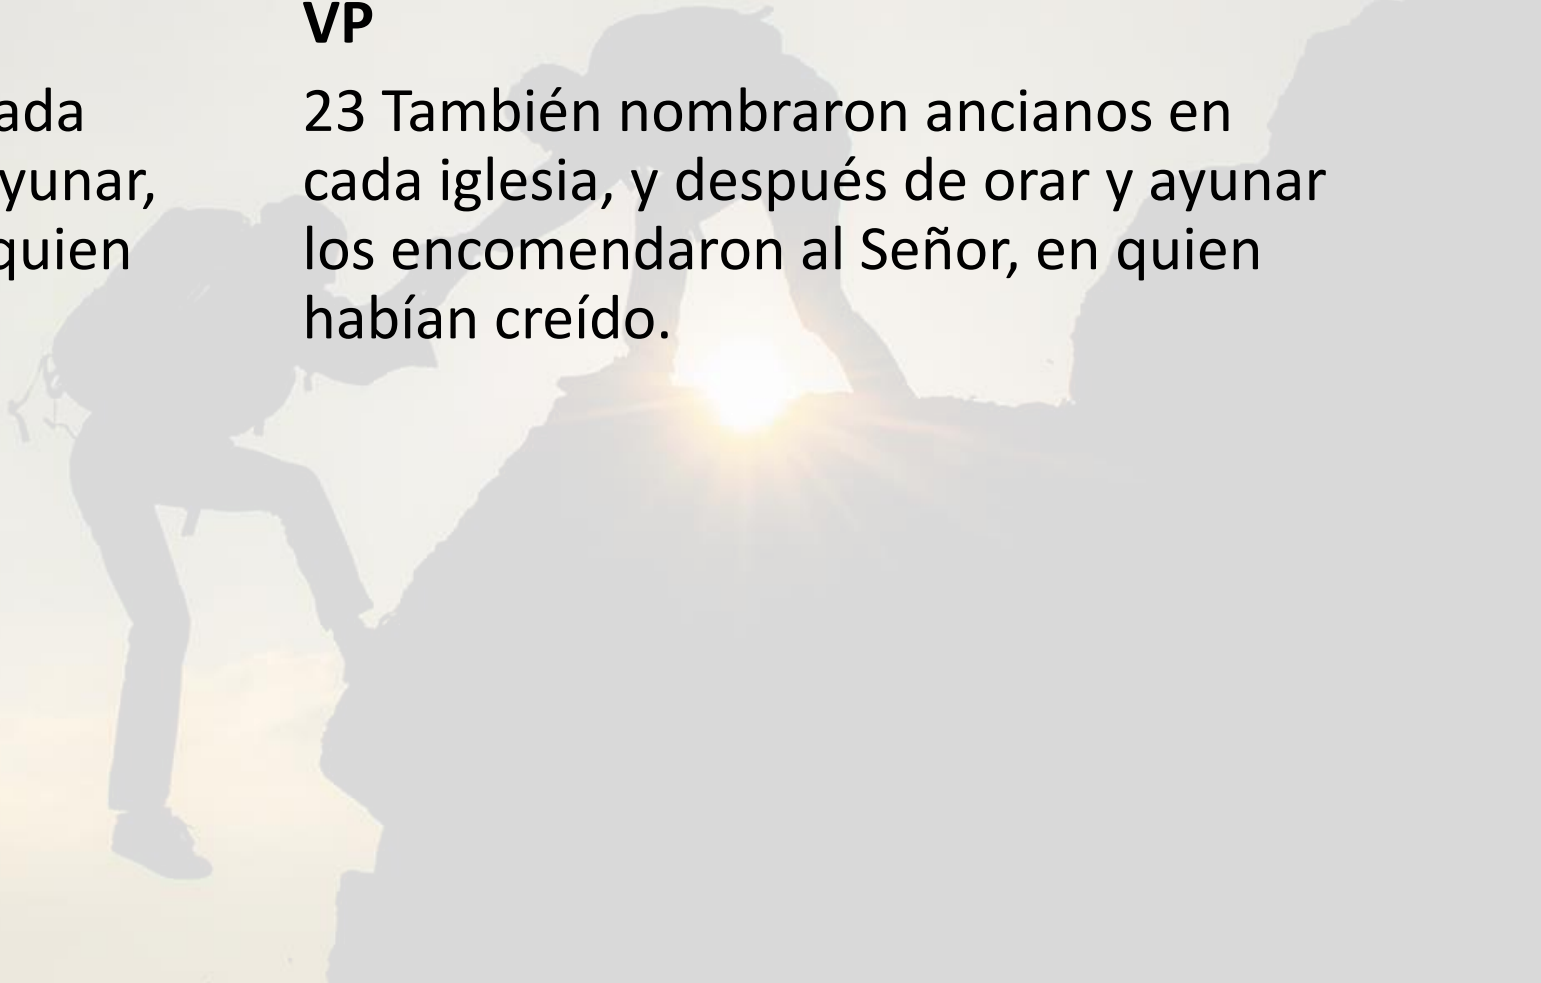 VP
ada
yunar,
quien
23 También nombraron ancianos en
cada iglesia, y después de orar y ayunar
los encomendaron al Señor, en quien
habían creído.